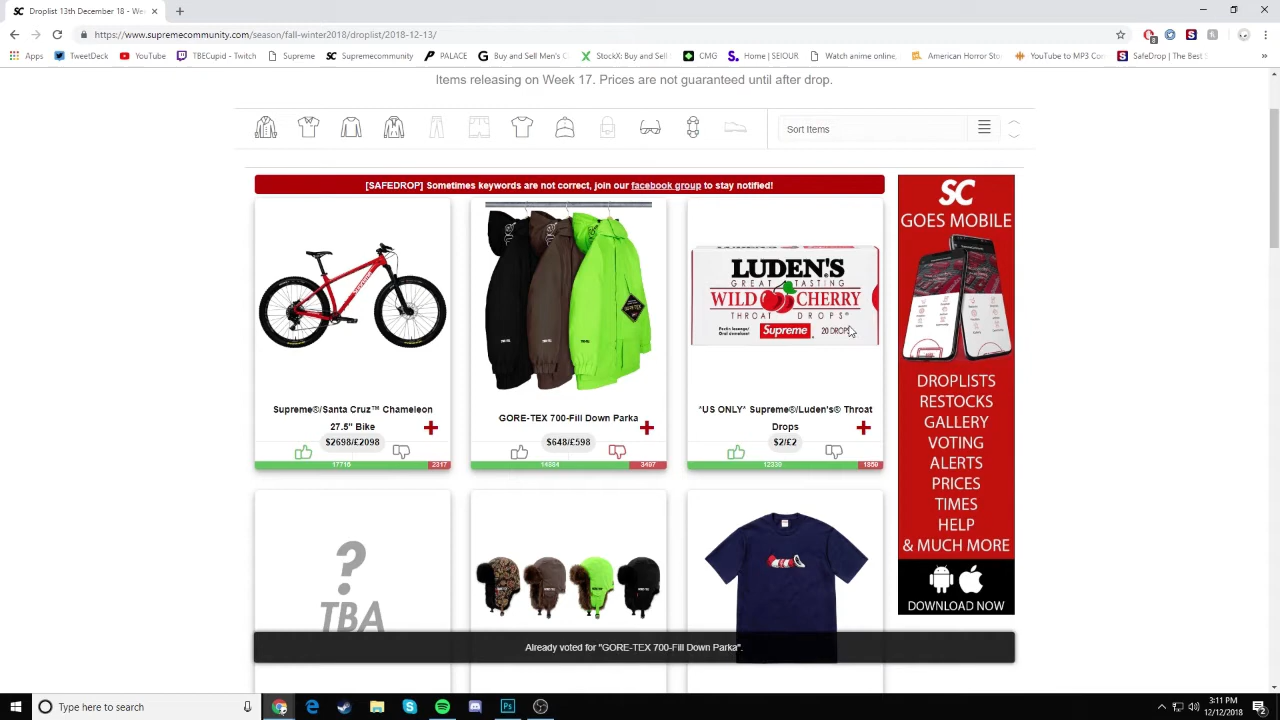 Droplist 13th December 18 - Wee
https://www.supremecommunity.com/season/fall-winter2018/droplist/2018-12-13/
Apps
TweetDeck
YouTube
TBECupid - Twitch
Supreme
Supremecommunity
PALACE
Buy and Sell Men's C
StockX: Buy and Sell
CMG
Home | SEIOUR
Watch anime online,
American Horror Sto
YouTube to MP3 Con
SafeDrop | The Best S
»
Items releasing on Week 17. Prices are not guaranteed until after drop.
Sort Items
[SAFEDROP] Sometimes keywords are not correct, join our facebook group to stay notified!
SC
GOES MOBILE
LUDEN'S
GREAT TASTING
WILD CHERRY
THROAT DROPS
Supreme
20 DROPS
Supreme®/Santa Cruz™ Chameleon
27.5" Bike
$2698/£2098
17716
2317
GORE-TEX 700-Fill Down Parka
$648/£598
14384
3497
*US ONLY* Supreme®/Luden's® Throat
Drops
$2/£2
12339
1859
DROPLISTS
RESTOCKS
GALLERY
VOTING
ALERTS
PRICES
TIMES
HELP
& MUCH MORE
DOWNLOAD NOW
?
TBA
Already voted for "GORE-TEX 700-Fill Down Parka".
Type here to search
3:11 PM
12/12/2018